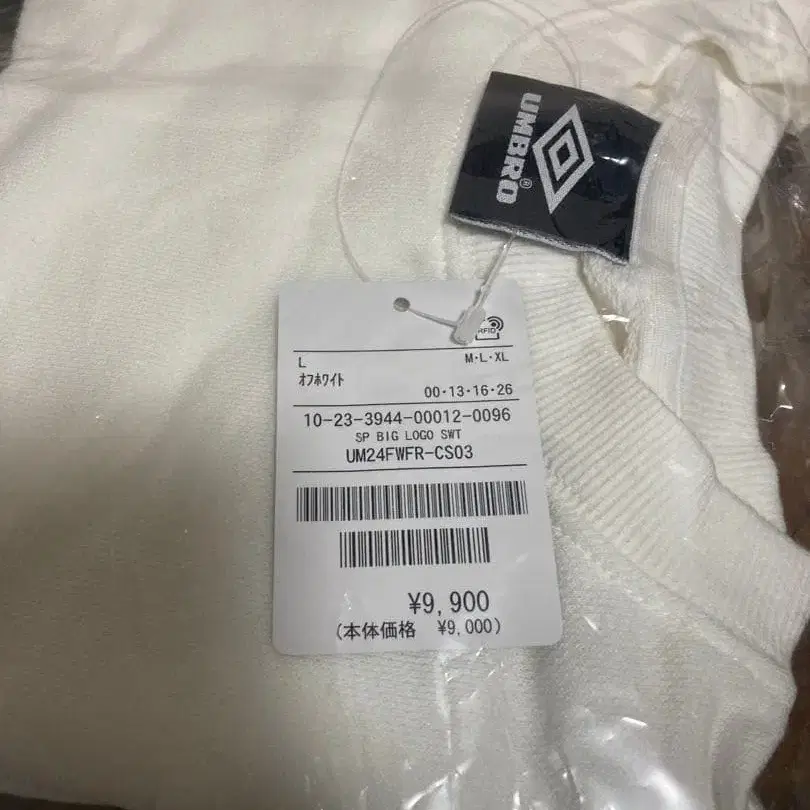 UMBRO®
RFID
L
M・L・XL
ｵﾌﾎﾜｲﾄ
00・13・16・26
10-23-3944-00012-0096
SP BIG LOGO SWT
UM24FWFR-CS03
¥9,900
(本体価格 ¥9,000)